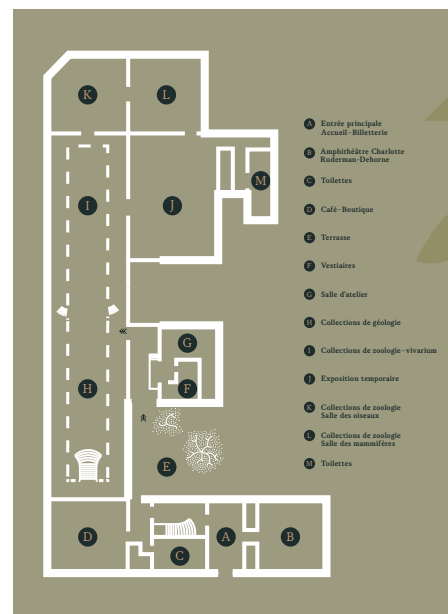 K
L
M
I
J
G
H
F
E
D
A
B
C
A Entrée principale
Accueil-Billetterie
B Amphithéâtre Charlotte
Ruderman-Dehorne
C Toilettes
D Café-Boutique
E Terrasse
F Vestiaires
G Salle d'atelier
H Collections de géologie
I Collections de zoologie-vivarium
J Exposition temporaire
K Collections de zoologie
Salle des oiseaux
L Collections de zoologie
Salle des mammifères
M Toilettes